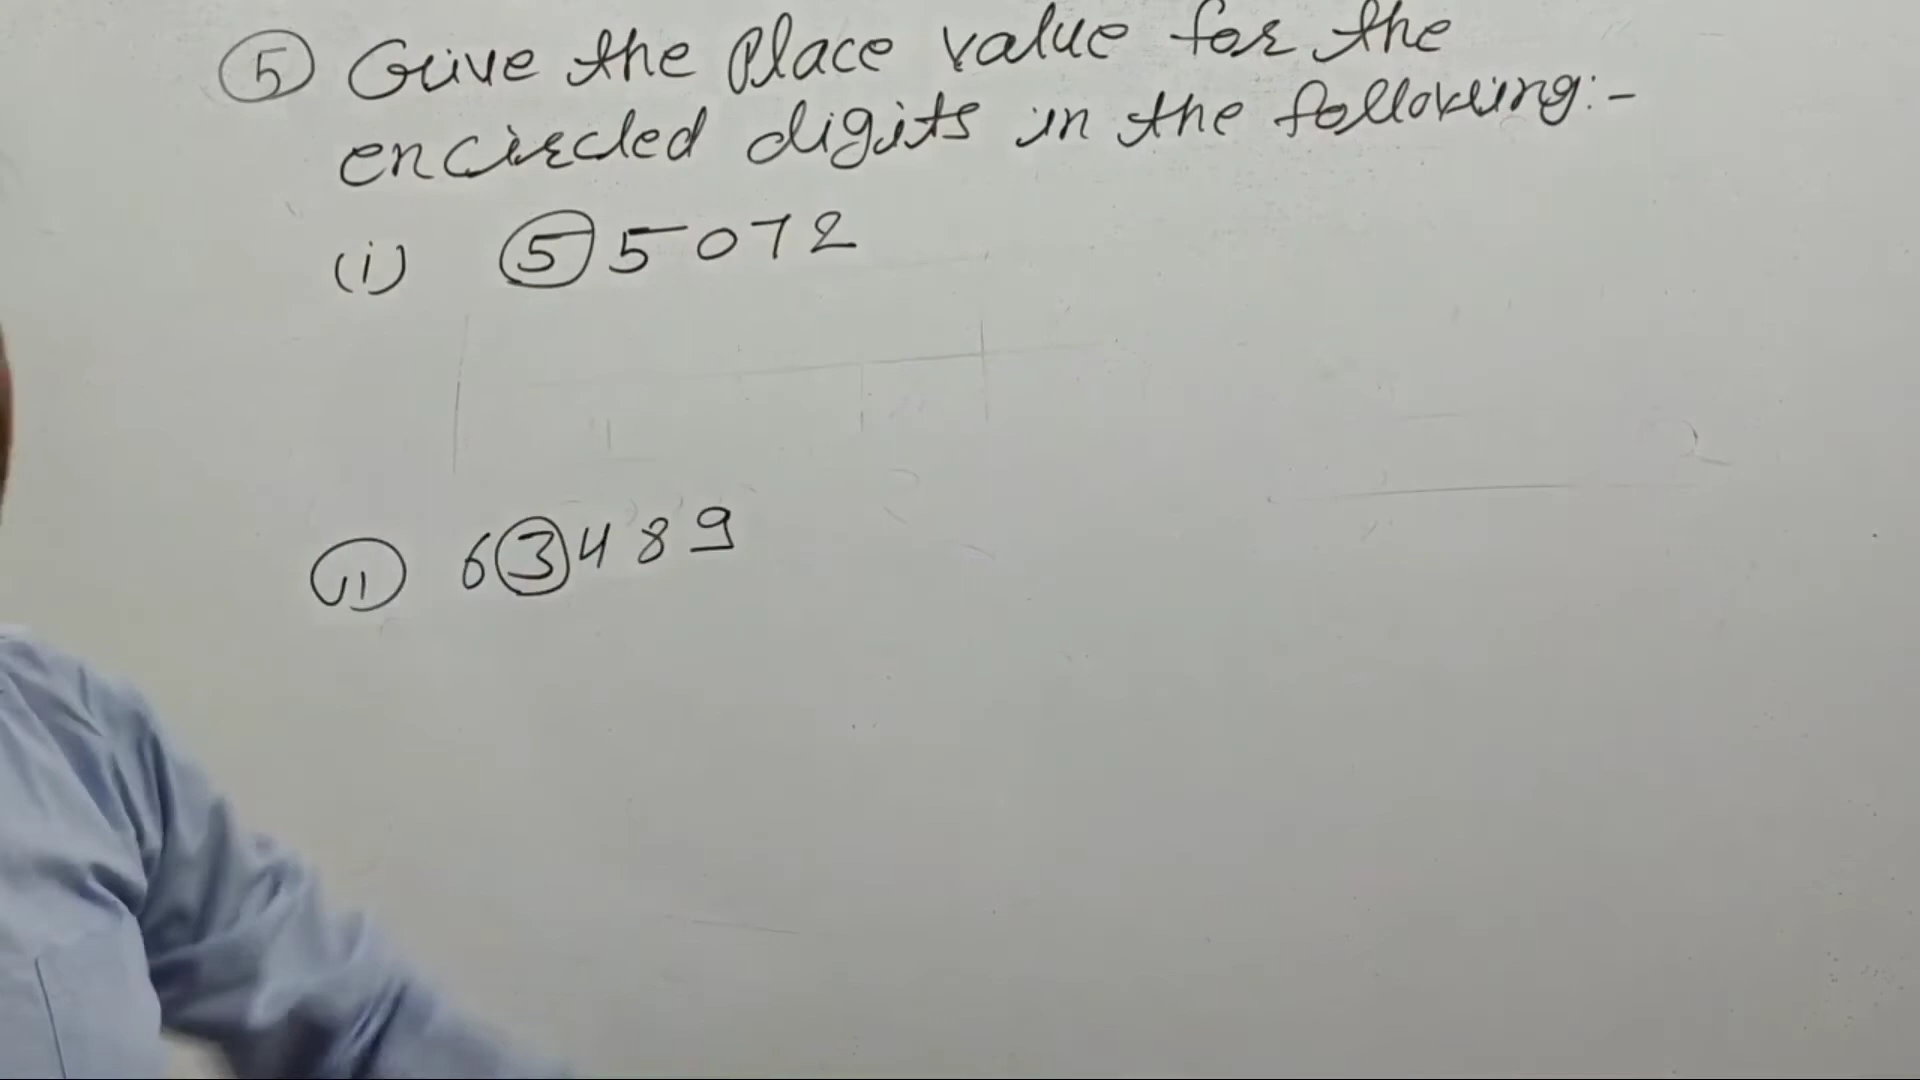 ⑤ Give the Place value for the
encircled digits in the following:-
(i) ⑤5072
(ii) 6③489